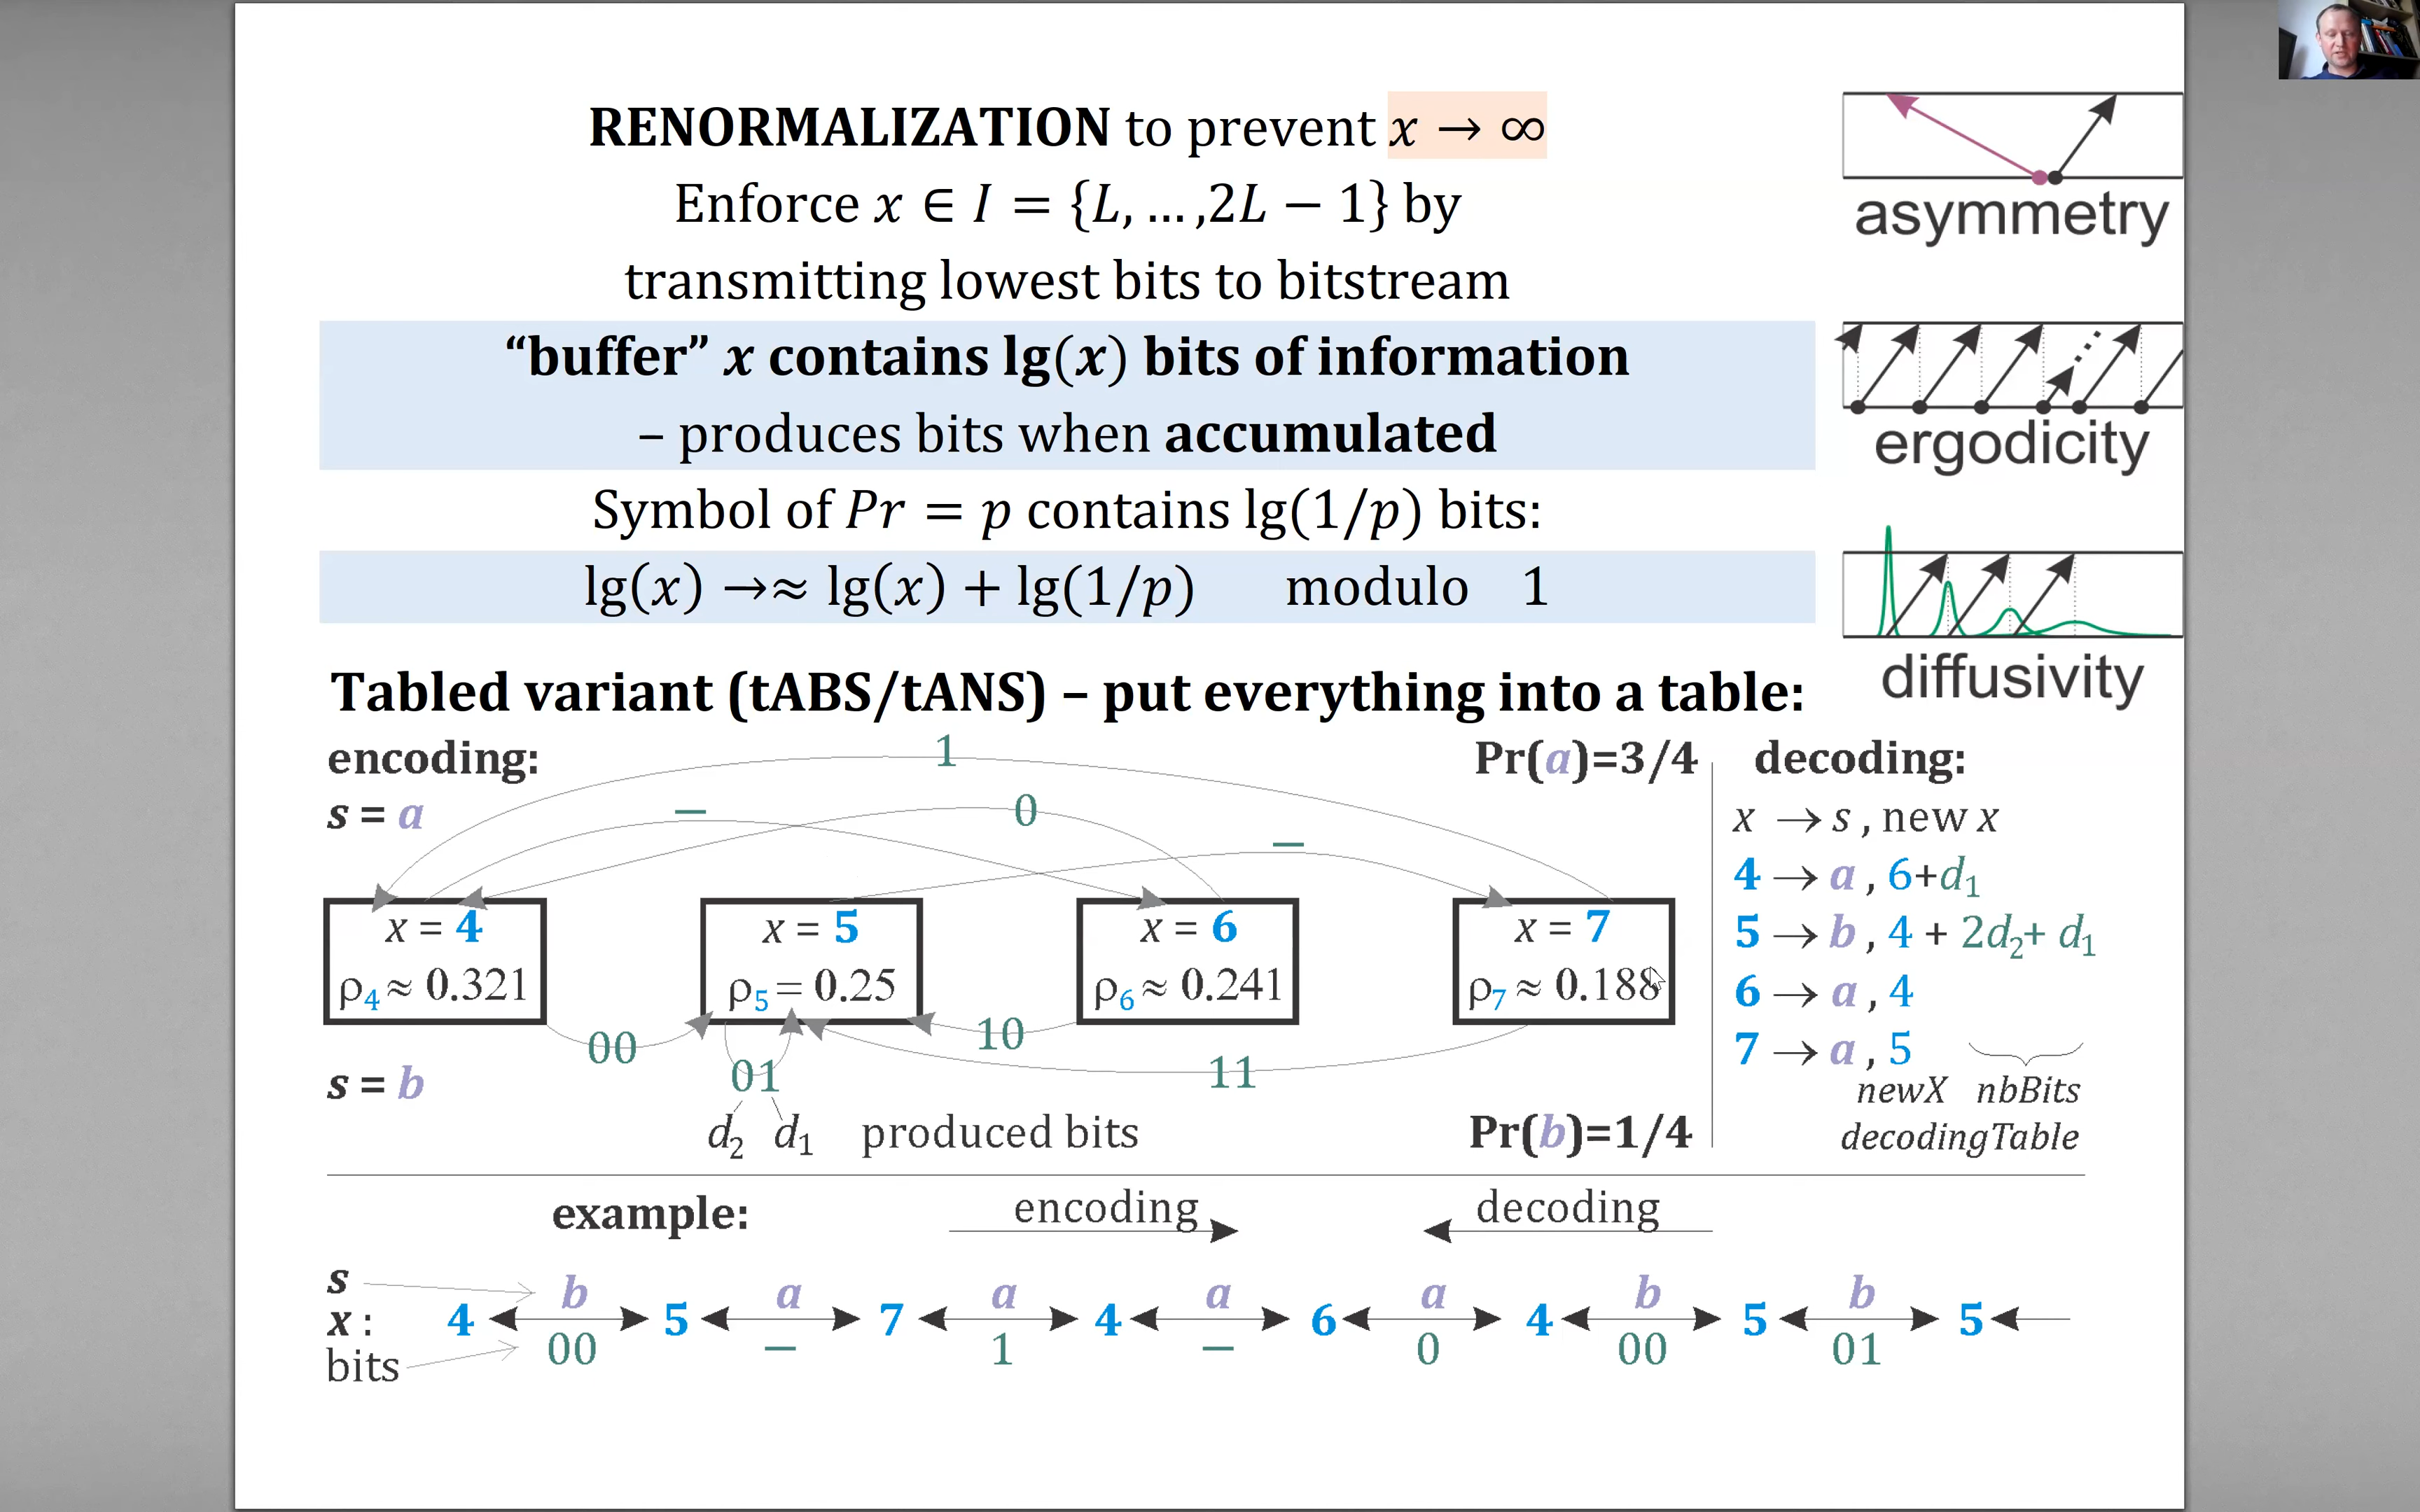 RENORMALIZATION to prevent x → ∞
Enforce x ∈ I = {L, … ,2L − 1} by
transmitting lowest bits to bitstream
“buffer” x contains lg(x) bits of information
– produces bits when accumulated
Symbol of Pr = p contains lg(1/p) bits:
lg(x) →≈ lg(x) + lg(1/p) modulo 1
asymmetry
ergodicity
diffusivity
Tabled variant (tABS/tANS) – put everything into a table:
encoding:
s = a
1
–
0
–
Pr(a)=3/4
x = 4
ρ₄ ≈ 0.321
x = 5
ρ₅ = 0.25
x = 6
ρ₆ ≈ 0.241
x = 7
ρ₇ ≈ 0.188
00
01
10
11
s = b
d₂ d₁ produced bits
Pr(b)=1/4
decoding:
x → s , new x
4 → a , 6+d₁
5 → b , 4 + 2d₂+ d₁
6 → a , 4
7 → a , 5
newX nbBits
decodingTable
example:
encoding
decoding
s b a a a a b b
x : 4 5 7 4 6 4 5 5
bits 00 – 1 – 0 00 01